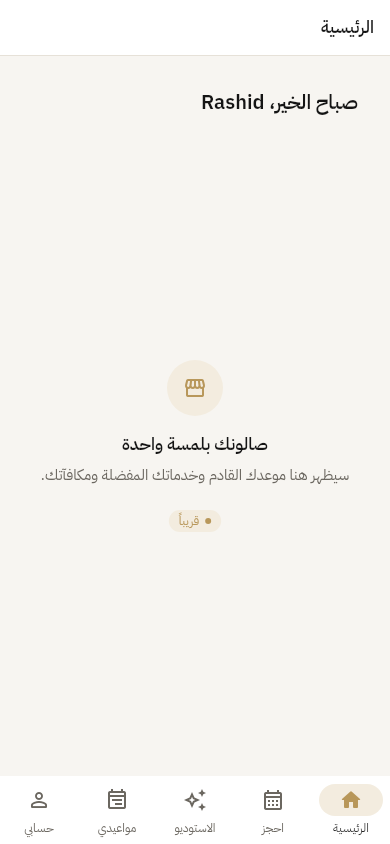 الرئيسية
صباح الخير، Rashid
صالونك بلمسة واحدة
سيظهر هنا موعدك القادم وخدماتك المفضلة ومكافآتك.
قريباً
الرئيسية
احجز
الاستوديو
مواعيدي
حسابي